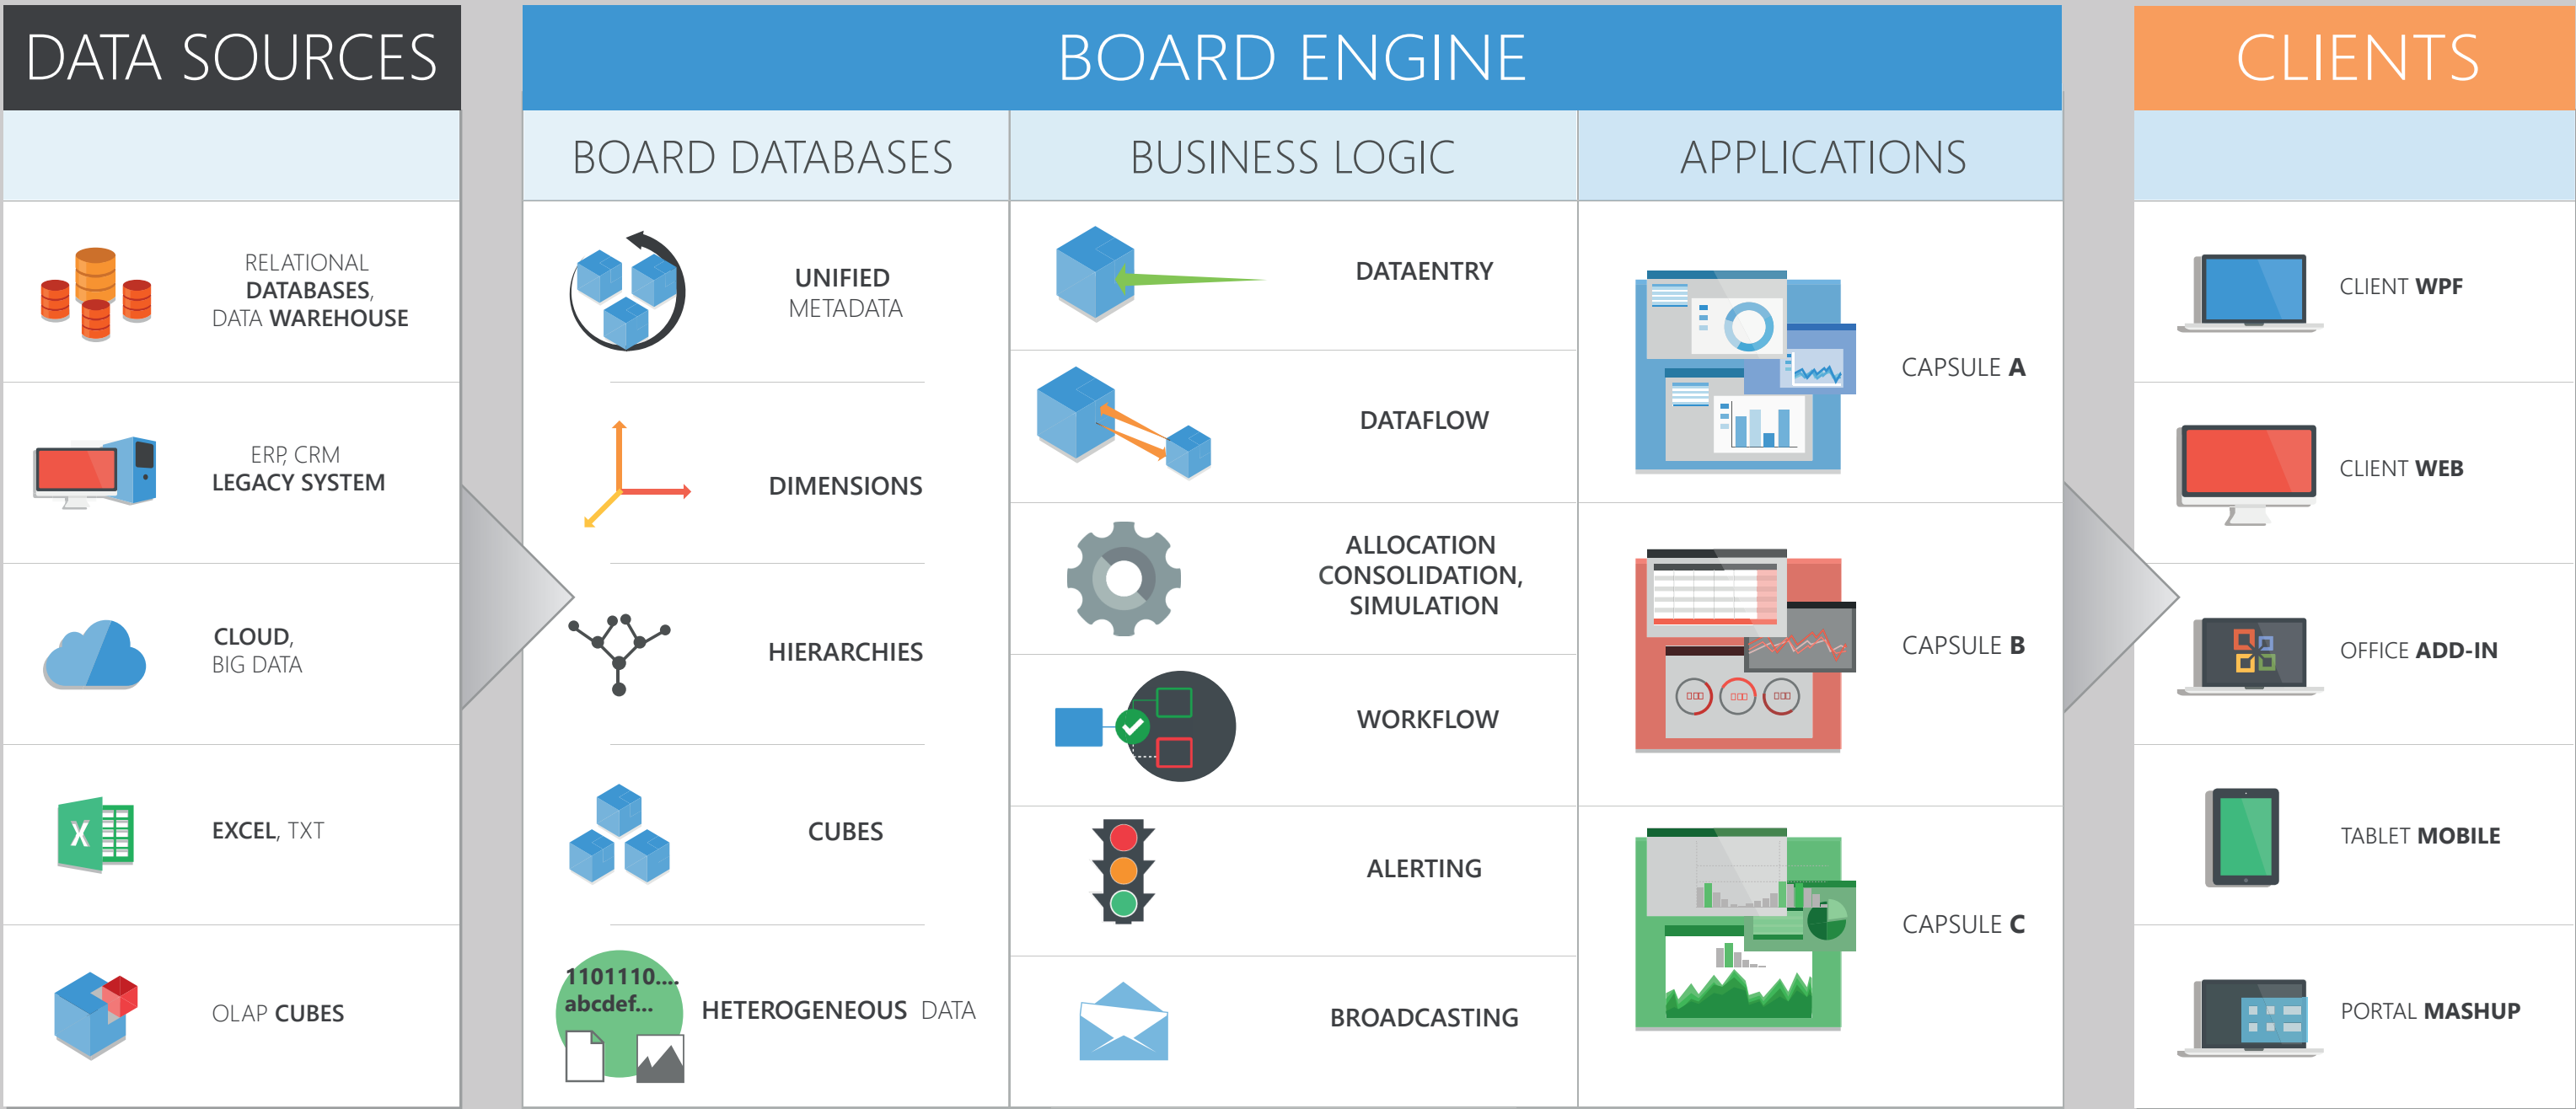 DATA SOURCES
RELATIONAL
DATABASES,
DATA WAREHOUSE
ERP, CRM
LEGACY SYSTEM
CLOUD,
BIG DATA
X
EXCEL, TXT
OLAP CUBES
BOARD ENGINE
BOARD DATABASES
UNIFIED
METADATA
DIMENSIONS
HIERARCHIES
CUBES
1101110....
abcdef...
HETEROGENEOUS DATA
BUSINESS LOGIC
DATAENTRY
DATAFLOW
ALLOCATION
CONSOLIDATION,
SIMULATION
WORKFLOW
ALERTING
BROADCASTING
APPLICATIONS
CAPSULE A
CAPSULE B
CAPSULE C
CLIENTS
CLIENT WPF
CLIENT WEB
OFFICE ADD-IN
TABLET MOBILE
PORTAL MASHUP